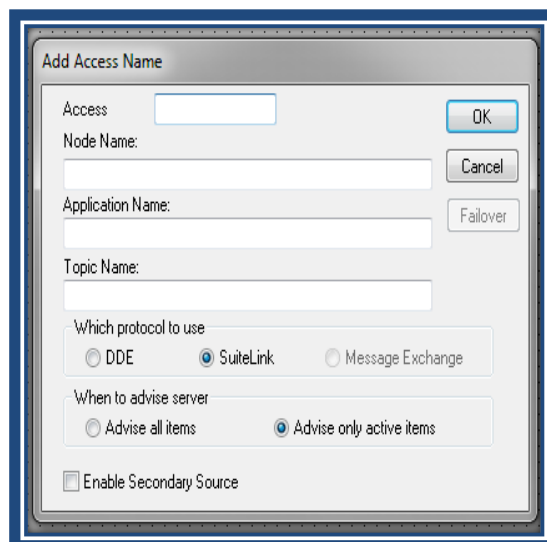 Add Access Name
Access
OK
Node Name:
Cancel
Application Name:
Failover
Topic Name:
Which protocol to use
DDE SuiteLink Message Exchange
When to advise server
Advise all items Advise only active items
Enable Secondary Source